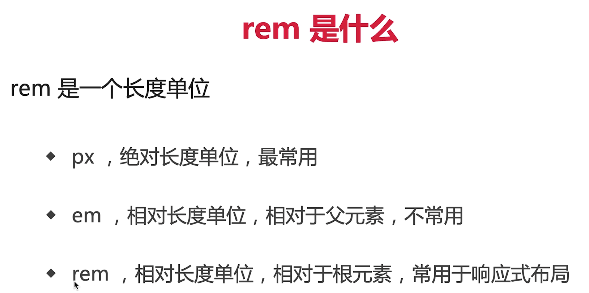 rem 是什么
rem 是一个长度单位
◆ px ，绝对长度单位，最常用
◆ em ，相对长度单位，相对于父元素，不常用
◆ rem ，相对长度单位，相对于根元素，常用于响应式布局